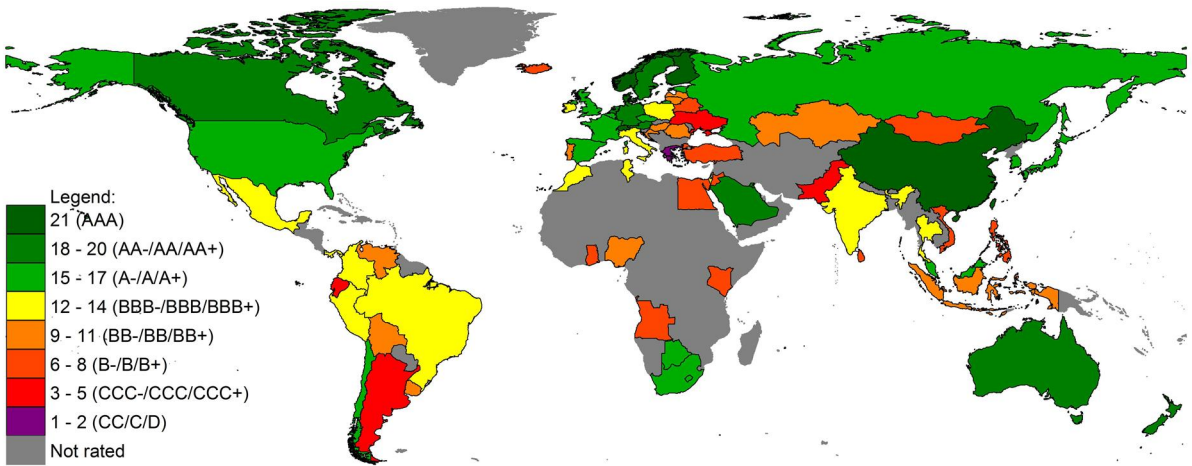 Legend:
21 (AAA)
18 - 20 (AA-/AA/AA+)
15 - 17 (A-/A/A+)
12 - 14 (BBB-/BBB/BBB+)
9 - 11 (BB-/BB/BB+)
6 - 8 (B-/B/B+)
3 - 5 (CCC-/CCC/CCC+)
1 - 2 (CC/C/D)
Not rated